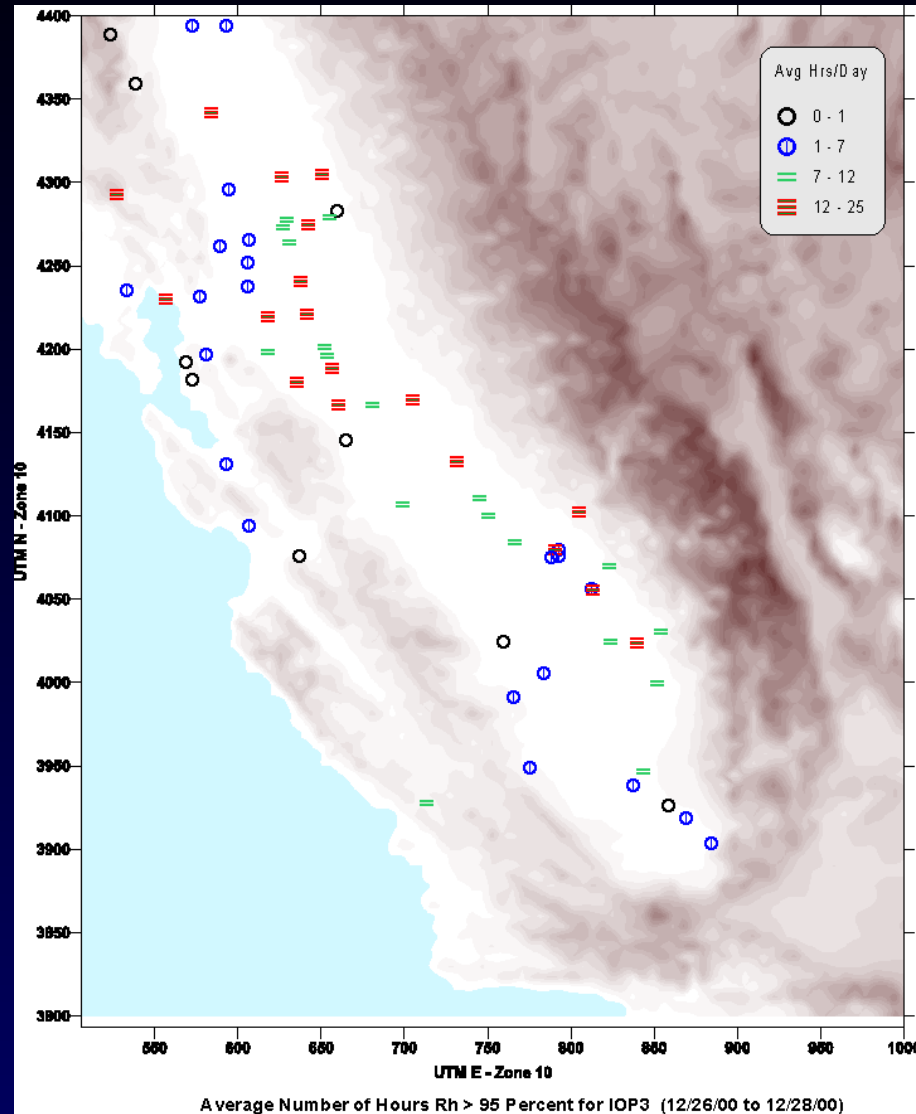 4400
4350
4300
4250
4200
4150
4100
4050
4000
3950
3900
3850
3800
UTM N - Zone 10
Avg Hrs/Day
0 - 1
1 - 7
7 - 12
12 - 25
550 600 650 700 750 800 850 900 950 1000
UTM E - Zone 10
Average Number of Hours Rh > 95 Percent for IOP3 (12/26/00 to 12/28/00)